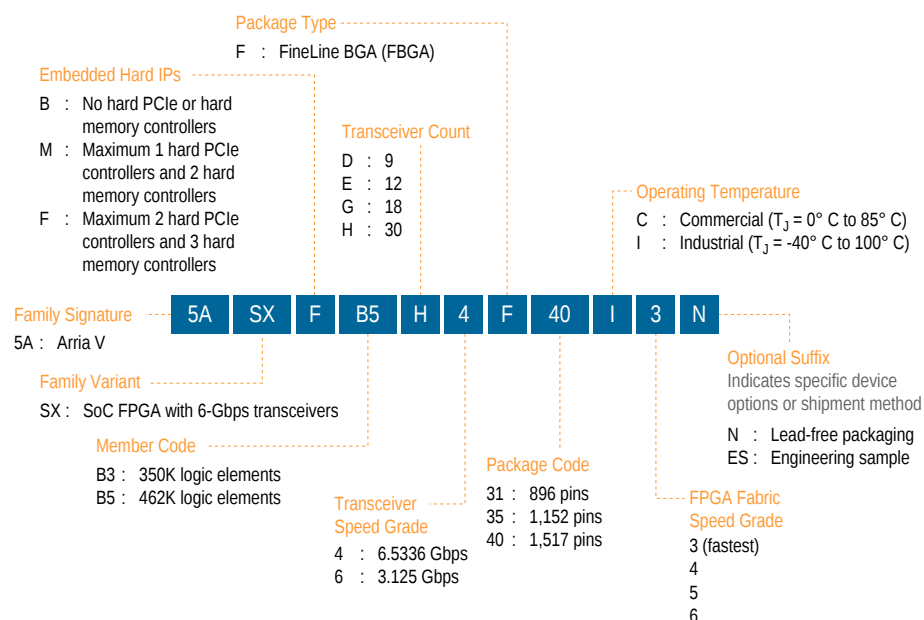 Package Type
F : FineLine BGA (FBGA)
Embedded Hard IPs
B : No hard PCIe or hard
memory controllers
M : Maximum 1 hard PCIe
controllers and 2 hard
memory controllers
F : Maximum 2 hard PCIe
controllers and 3 hard
memory controllers
Transceiver Count
D : 9
E : 12
G : 18
H : 30
Operating Temperature
C : Commercial (TJ = 0° C to 85° C)
I : Industrial (TJ = -40° C to 100° C)
Family Signature
5A : Arria V
5A SX F B5 H 4 F 40 I 3 N
Family Variant
SX : SoC FPGA with 6-Gbps transceivers
Member Code
B3 : 350K logic elements
B5 : 462K logic elements
Transceiver
Speed Grade
4 : 6.5336 Gbps
6 : 3.125 Gbps
Package Code
31 : 896 pins
35 : 1,152 pins
40 : 1,517 pins
FPGA Fabric
Speed Grade
3 (fastest)
4
5
6
Optional Suffix
Indicates specific device
options or shipment method
N : Lead-free packaging
ES : Engineering sample